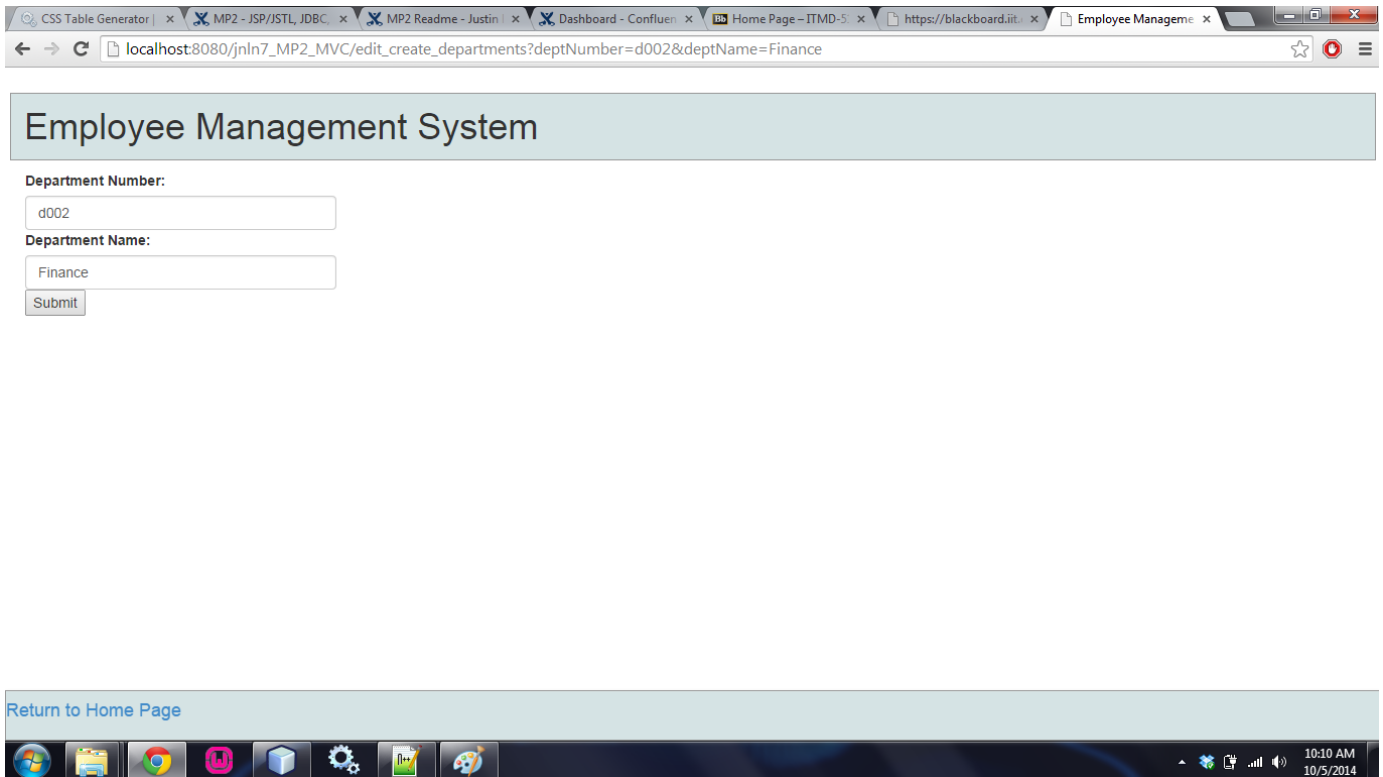 CSS Table Generator |
MP2 - JSP/JSTL, JDBC,
MP2 Readme - Justin
Dashboard - Confluen
Bb Home Page – ITMD-5
https://blackboard.iit.
Employee Manageme
localhost:8080/jnln7_MP2_MVC/edit_create_departments?deptNumber=d002&deptName=Finance
Employee Management System
Department Number:
d002
Department Name:
Finance
Submit
Return to Home Page
10:10 AM
10/5/2014